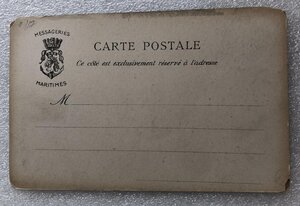 MESSAGERIES
MARITIMES
CARTE POSTALE
Ce côté est exclusivement réservé à l'adresse
M